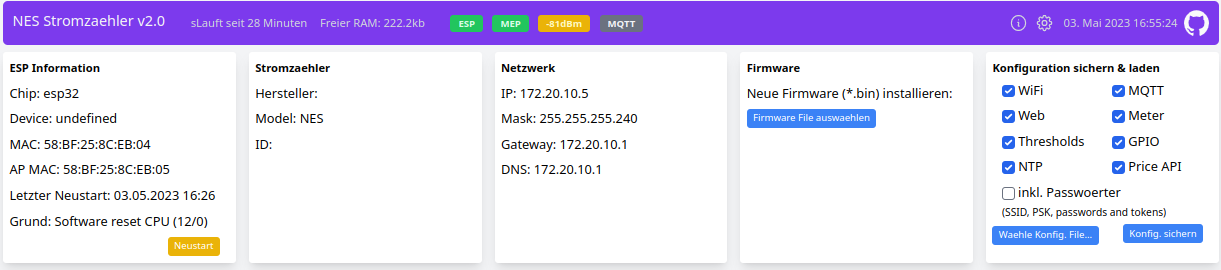 NES Stromzaehler v2.0 sLauft seit 28 Minuten Freier RAM: 222.2kb ESP MEP -81dBm MQTT 03. Mai 2023 16:55:24
ESP Information
Chip: esp32
Device: undefined
MAC: 58:BF:25:8C:EB:04
AP MAC: 58:BF:25:8C:EB:05
Letzter Neustart: 03.05.2023 16:26
Grund: Software reset CPU (12/0)
Neustart
Stromzaehler
Hersteller:
Model: NES
ID:
Netzwerk
IP: 172.20.10.5
Mask: 255.255.255.240
Gateway: 172.20.10.1
DNS: 172.20.10.1
Firmware
Neue Firmware (*.bin) installieren:
Firmware File auswaehlen
Konfiguration sichern & laden
WiFi MQTT
Web Meter
Thresholds GPIO
NTP Price API
inkl. Passwoerter
(SSID, PSK, passwords and tokens)
Waehle Konfig. File... Konfig. sichern